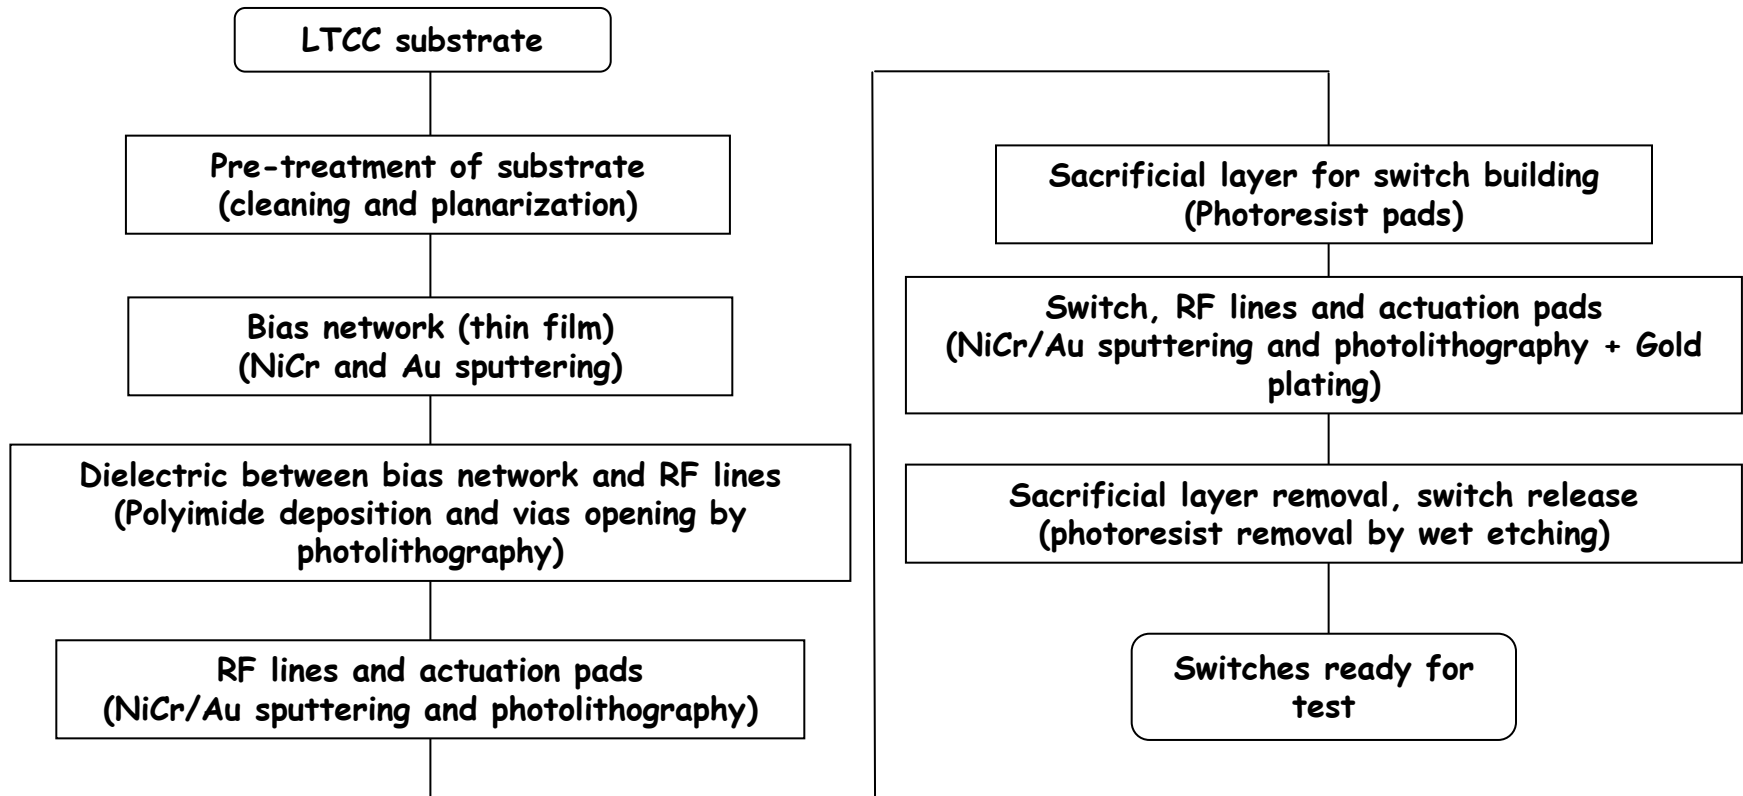 LTCC substrate
Pre-treatment of substrate
(cleaning and planarization)
Bias network (thin film)
(NiCr and Au sputtering)
Dielectric between bias network and RF lines
(Polyimide deposition and vias opening by
photolithography)
RF lines and actuation pads
(NiCr/Au sputtering and photolithography)
Sacrificial layer for switch building
(Photoresist pads)
Switch, RF lines and actuation pads
(NiCr/Au sputtering and photolithography + Gold
plating)
Sacrificial layer removal, switch release
(photoresist removal by wet etching)
Switches ready for
test